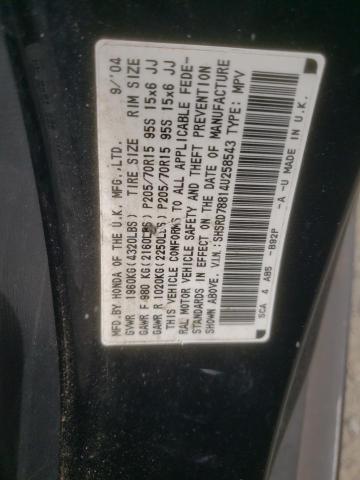 MFD.BY HONDA OF THE U.K. MFG.,LTD. 9/'04
GVWR 1960KG(4320LBS) TIRE SIZE RIM SIZE
GAWR F 980 KG(2160LBS) P205/70R15 95S 15x6 JJ
GAWR R 1020KG(2250LBS) P205/70R15 95S 15x6 JJ
THIS VEHICLE CONFORMS TO ALL APPLICABLE FEDE-
RAL MOTOR VEHICLE SAFETY AND THEFT PREVENTION
STANDARDS IN EFFECT ON THE DATE OF MANUFACTURE
SHOWN ABOVE. V.I.N.: SHSRD78814U258543 TYPE: MPV
SCA 4 A85 -B92P -A -U MADE IN U.K.